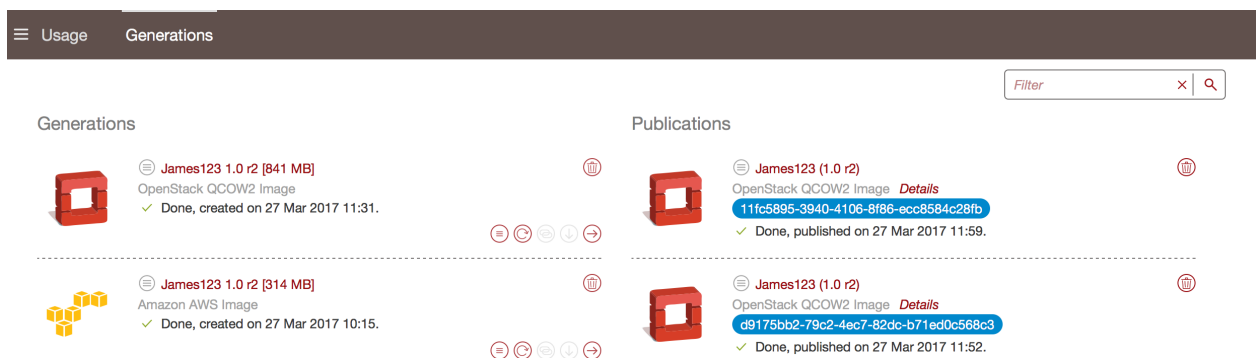 Usage Generations
Filter
Generations
James123 1.0 r2 [841 MB]
OpenStack QCOW2 Image
Done, created on 27 Mar 2017 11:31.
James123 1.0 r2 [314 MB]
Amazon AWS Image
Done, created on 27 Mar 2017 10:15.
Publications
James123 (1.0 r2)
OpenStack QCOW2 Image Details
11fc5895-3940-4106-8f86-ecc8584c28fb
Done, published on 27 Mar 2017 11:59.
James123 (1.0 r2)
OpenStack QCOW2 Image Details
d9175bb2-79c2-4ec7-82dc-b71ed0c568c3
Done, published on 27 Mar 2017 11:52.